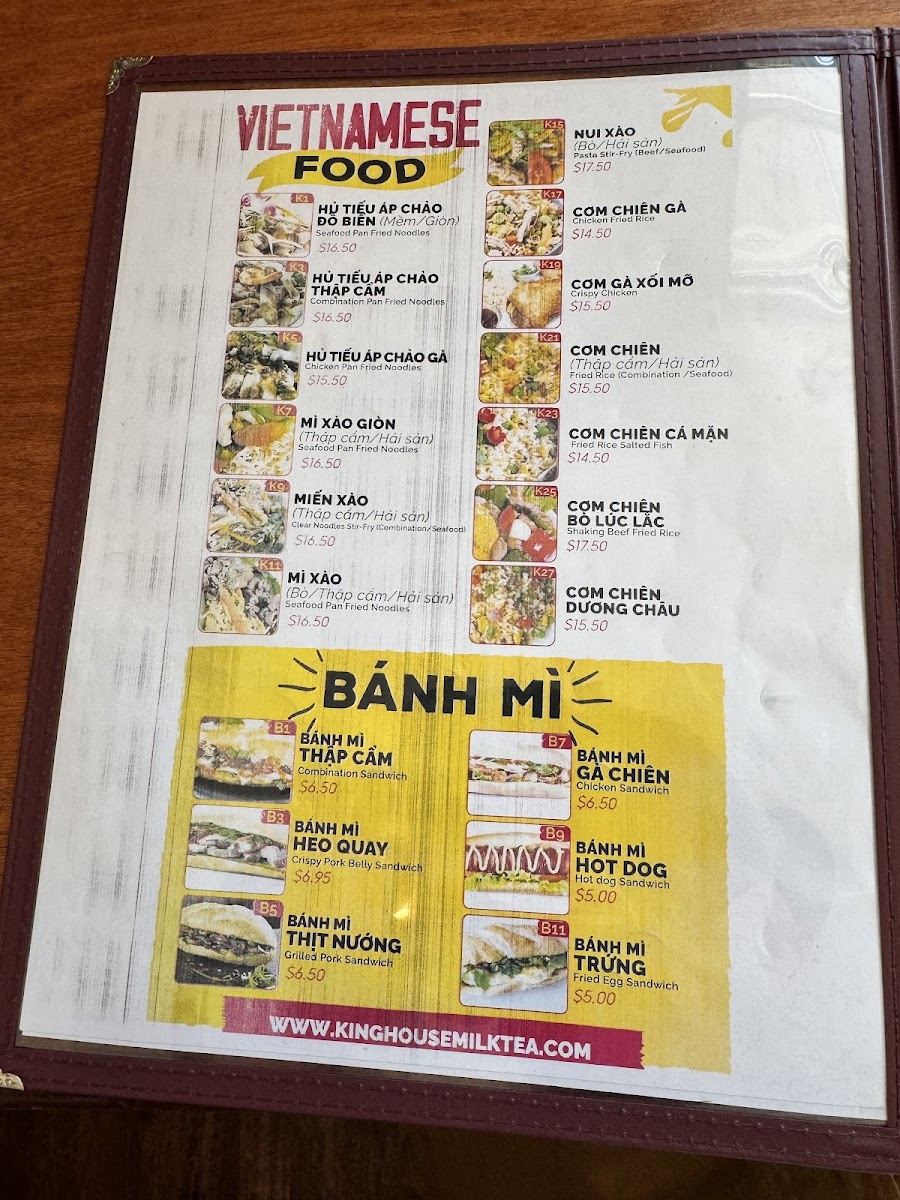 VIETNAMESE
FOOD
K1
HỦ TIẾU ÁP CHẢO
ĐỒ BIỂN (Mềm/Giòn)
Seafood Pan Fried Noodles
$16.50
K3
HỦ TIẾU ÁP CHẢO
THẬP CẨM
Combination Pan Fried Noodles
$16.50
K5
HỦ TIẾU ÁP CHẢO GÀ
Chicken Pan Fried Noodles
$15.50
K7
MÌ XÀO GIÒN
(Thập cẩm/Hải sản)
Seafood Pan Fried Noodles
$16.50
K9
MIẾN XÀO
(Thập cẩm/Hải sản)
Clear Noodles Stir-Fry (Combination/Seafood)
$16.50
K11
MÌ XÀO
(Bò/Thập cẩm/Hải sản)
Seafood Pan Fried Noodles
$16.50
K15
NUI XÀO
(Bò/Hải sản)
Pasta Stir-Fry (Beef/Seafood)
$17.50
K17
CƠM CHIÊN GÀ
Chicken Fried Rice
$14.50
K19
CƠM GÀ XỐI MỠ
Crispy Chicken
$15.50
K21
CƠM CHIÊN
(Thập cẩm/Hải sản)
Fried Rice (Combination /Seafood)
$15.50
K23
CƠM CHIÊN CÁ MẶN
Fried Rice Salted Fish
$14.50
K25
CƠM CHIÊN
BÒ LÚC LẮC
Shaking Beef Fried Rice
$17.50
K27
CƠM CHIÊN
DƯƠNG CHÂU
$15.50
BÁNH MÌ
B1
BÁNH MÌ
THẬP CẨM
Combination Sandwich
$6.50
B3
BÁNH MÌ
HEO QUAY
Crispy Pork Belly Sandwich
$6.95
B5
BÁNH MÌ
THỊT NƯỚNG
Grilled Pork Sandwich
$6.50
B7
BÁNH MÌ
GÀ CHIÊN
Chicken Sandwich
$6.50
B9
BÁNH MÌ
HOT DOG
Hot dog Sandwich
$5.00
B11
BÁNH MÌ
TRỨNG
Fried Egg Sandwich
$5.00
WWW.KINGHOUSEMILKTEA.COM